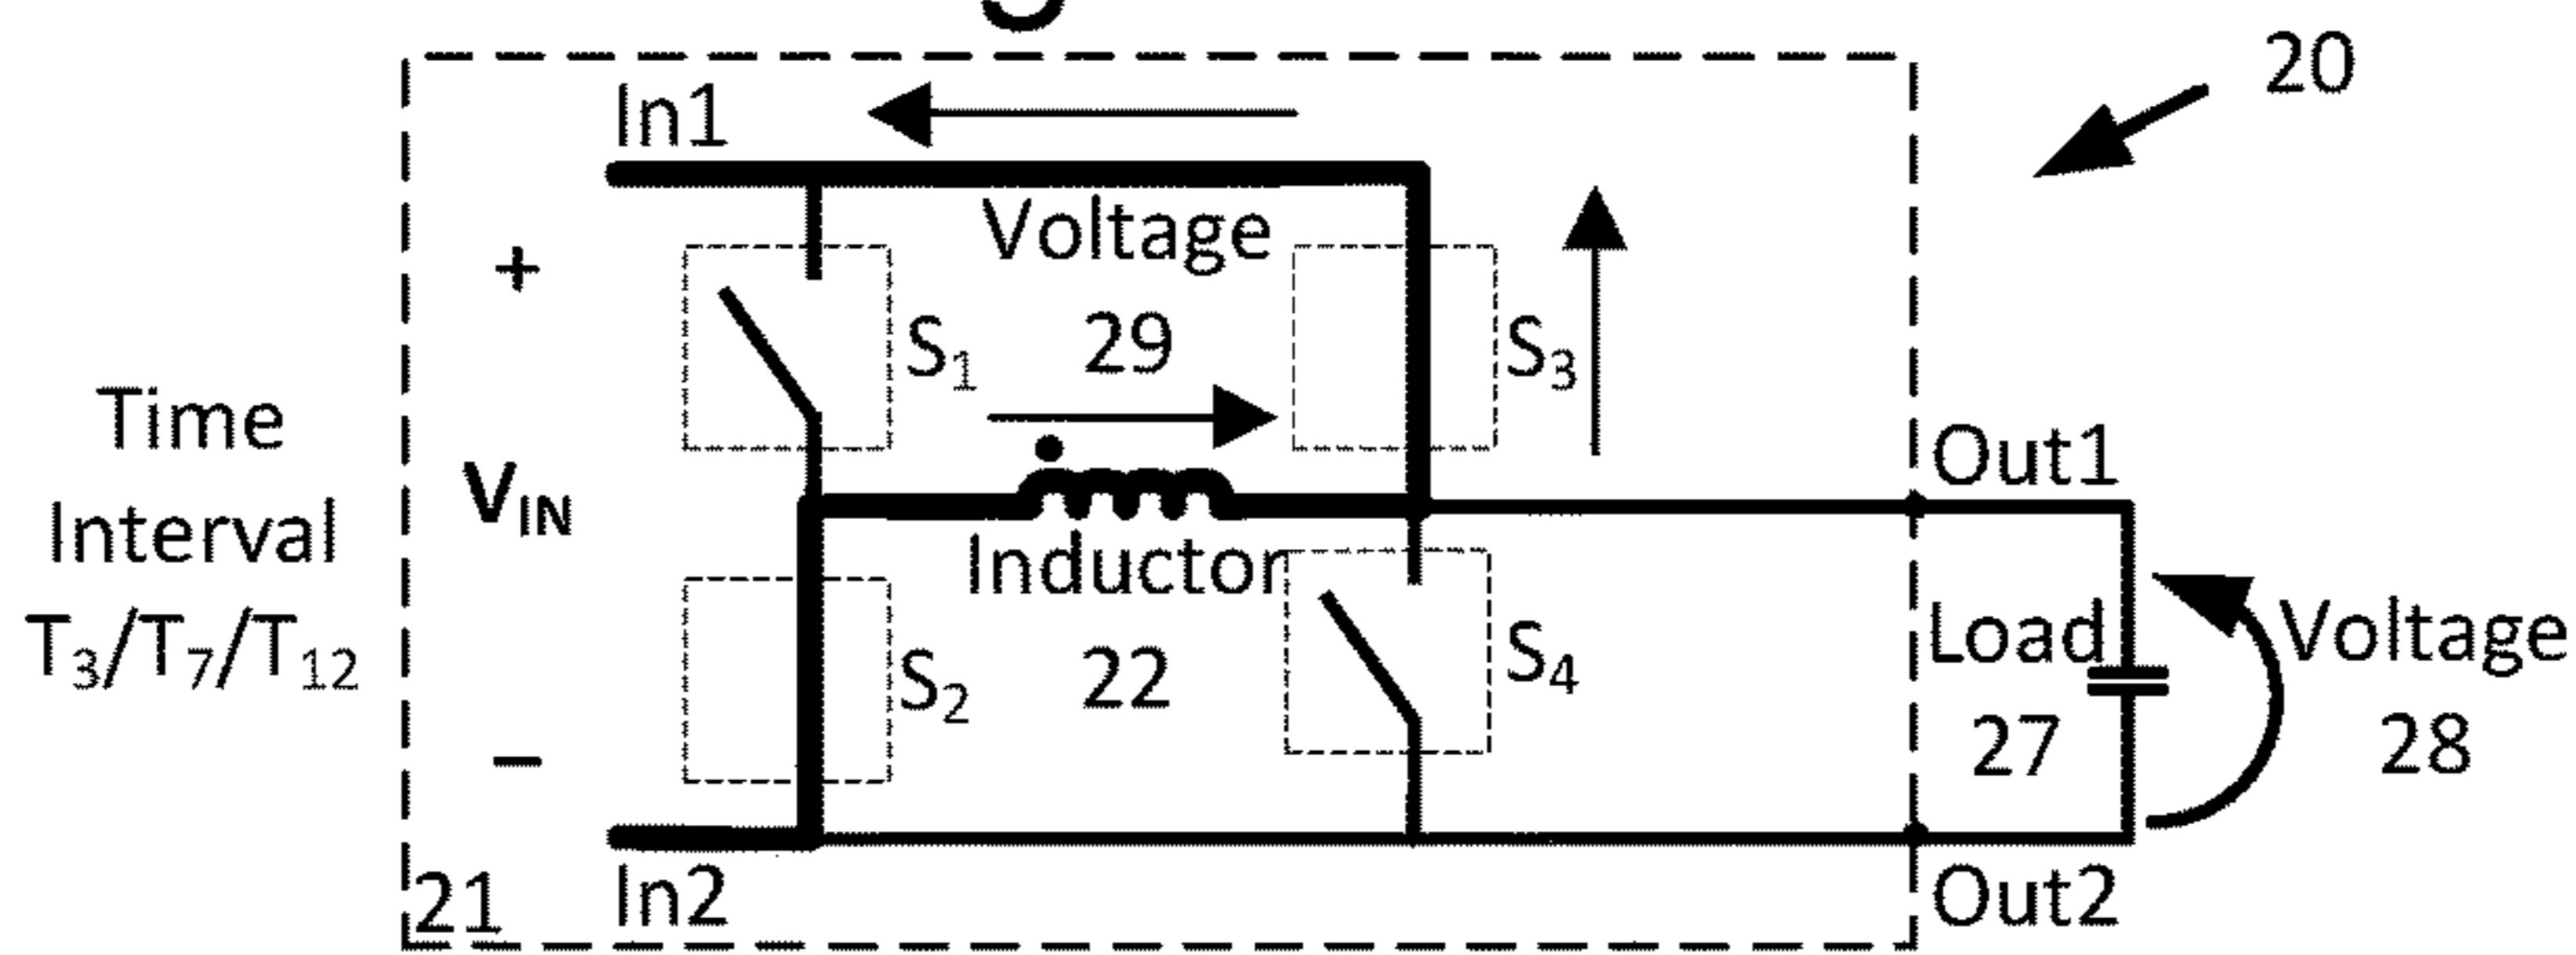 20
In1
Voltage
29
+
S1
S3
Time
Interval
T3/T7/T12
VIN
Out1
Inductor
22
S2
S4
Load
27
Voltage
28
−
21
In2
Out2